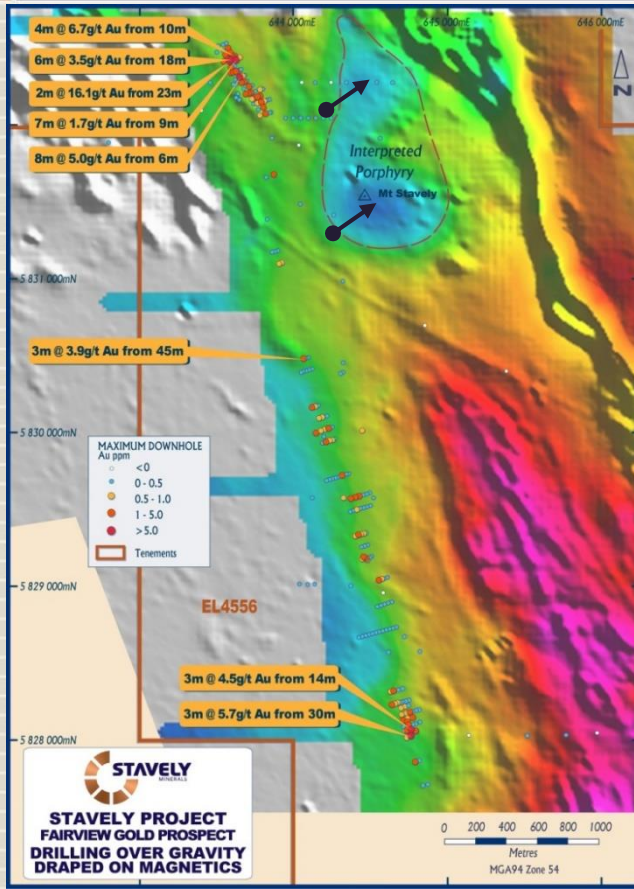 644 000mE
645 000mE
646 000mE
4m @ 6.7g/t Au from 10m
6m @ 3.5g/t Au from 18m
2m @ 16.1g/t Au from 23m
7m @ 1.7g/t Au from 9m
8m @ 5.0g/t Au from 6m
N
Interpreted
Porphyry
Mt Stavely
5 831 000mN
3m @ 3.9g/t Au from 45m
5 830 000mN
MAXIMUM DOWNHOLE
Au ppm
<0
0 - 0.5
0.5 - 1.0
1 - 5.0
>5.0
Tenements
5 829 000mN
EL4556
3m @ 4.5g/t Au from 14m
3m @ 5.7g/t Au from 30m
5 828 000mN
STAVELY
MINERALS
STAVELY PROJECT
FAIRVIEW GOLD PROSPECT
DRILLING OVER GRAVITY
DRAPED ON MAGNETICS
0 200 400 600 800 1000
Metres
MGA94 Zone 54